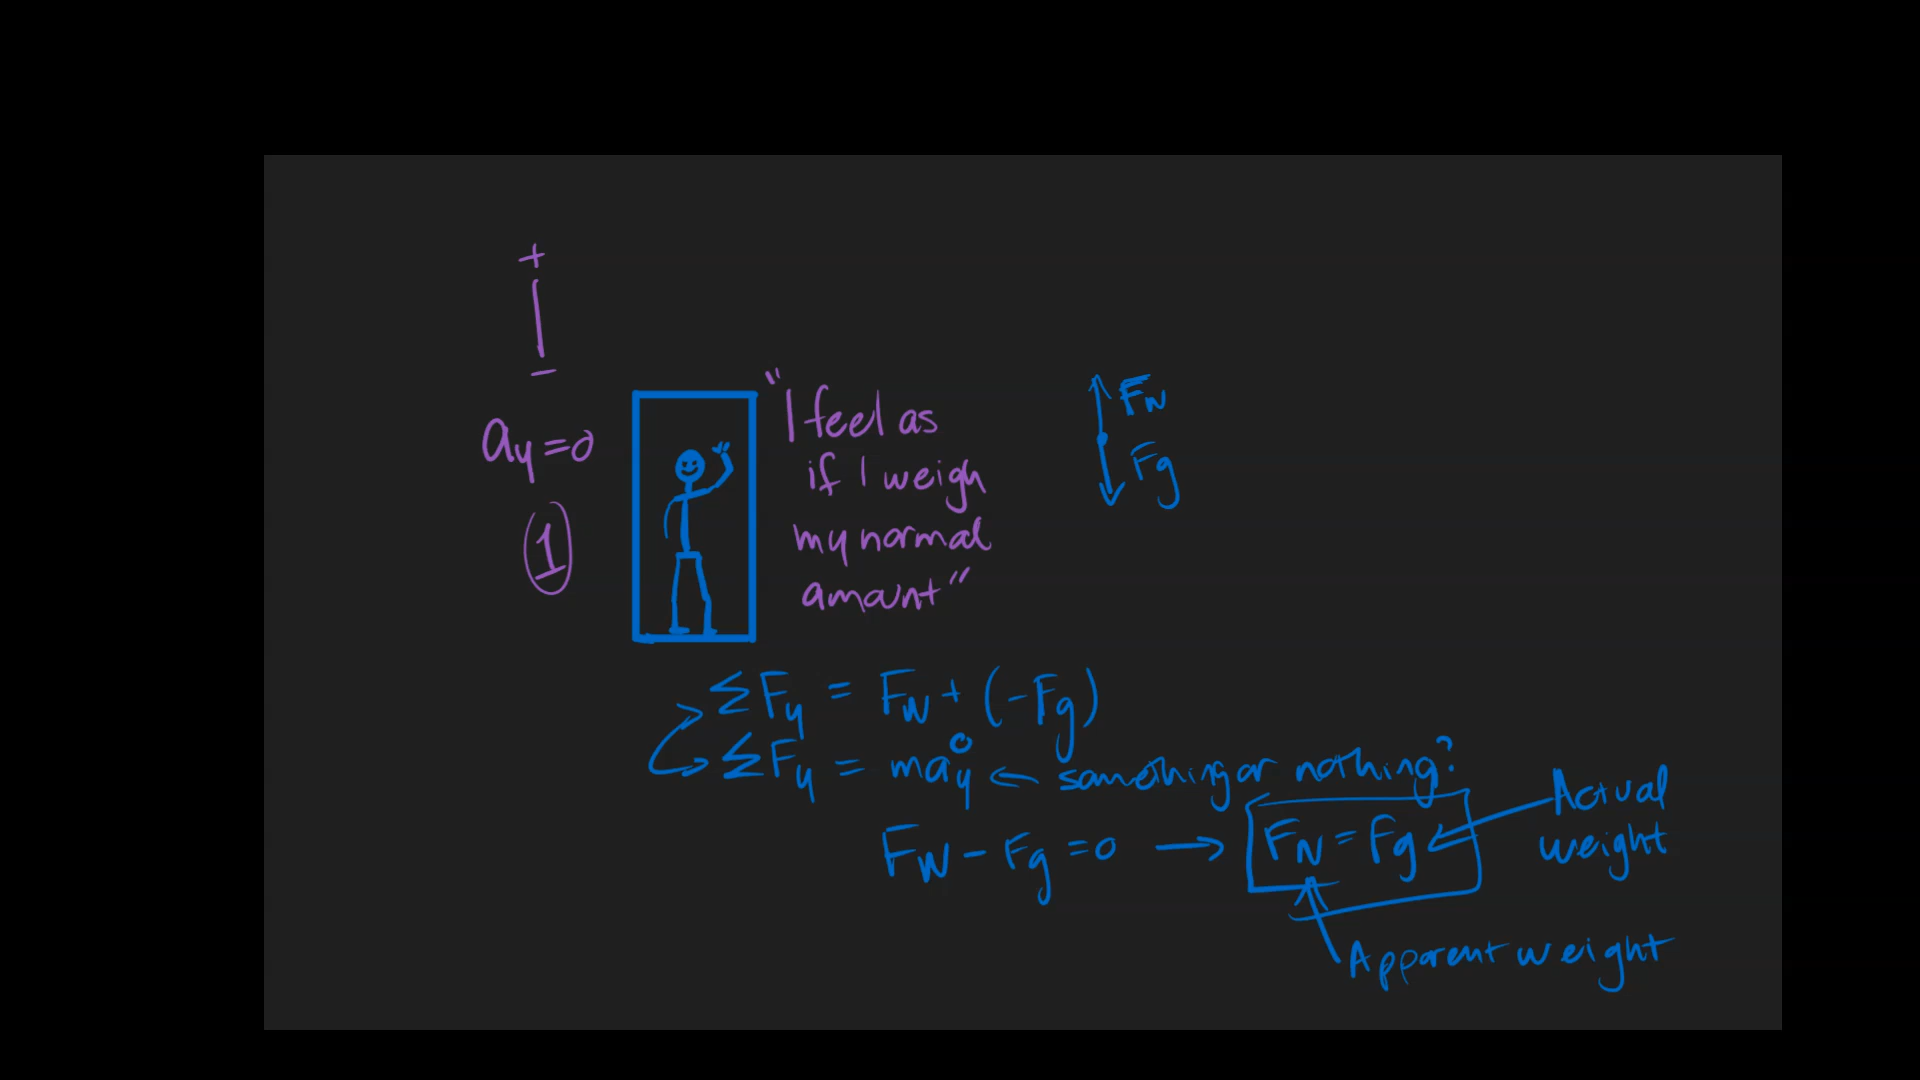 +
−
"I feel as
if I weigh
my normal
amount"
ay=0
1
FN
Fg
ΣFy = FN + (-Fg)
ΣFy = may 0 ← something or nothing?
FN - Fg = 0 → FN = Fg
Actual
weight
Apparent weight